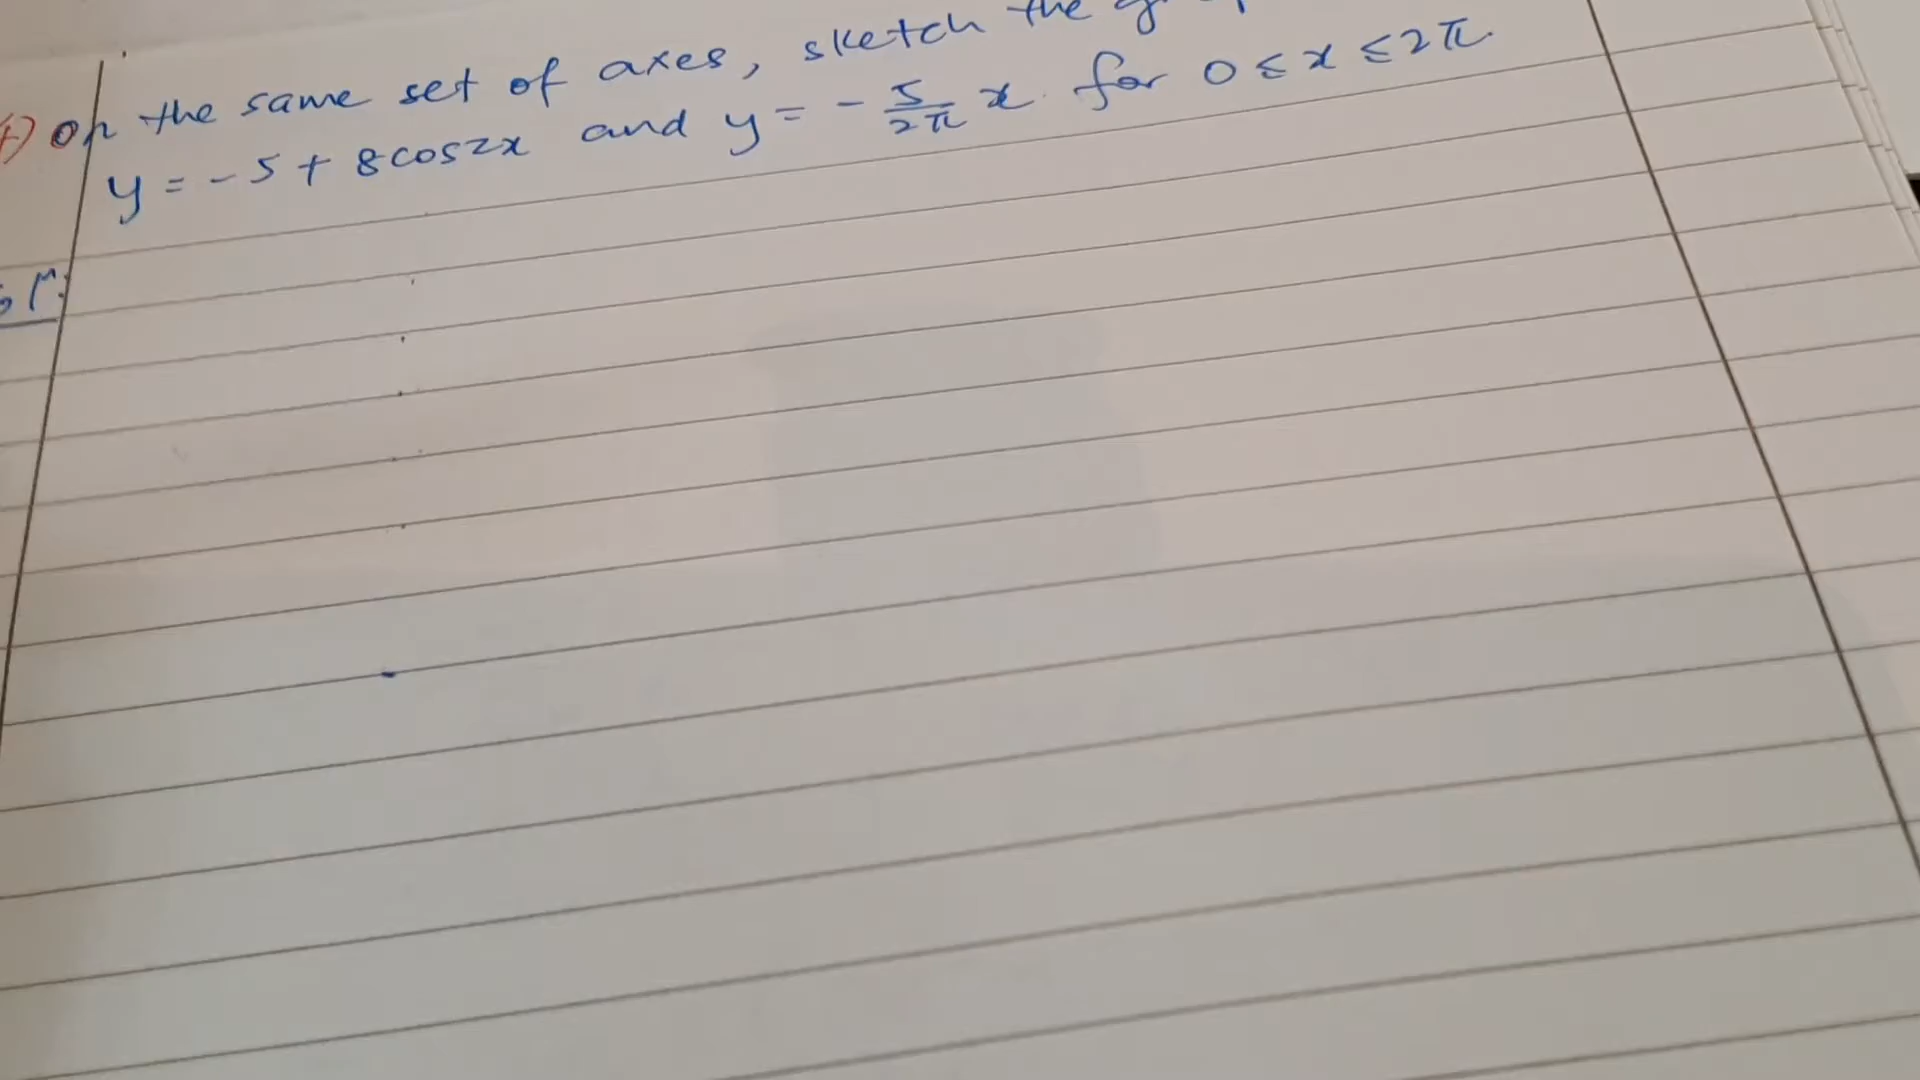 on the same set of axes, sketch the
y = -5 + 8cos2x and y = - 5/2π x for 0 ≤ x ≤ 2π.